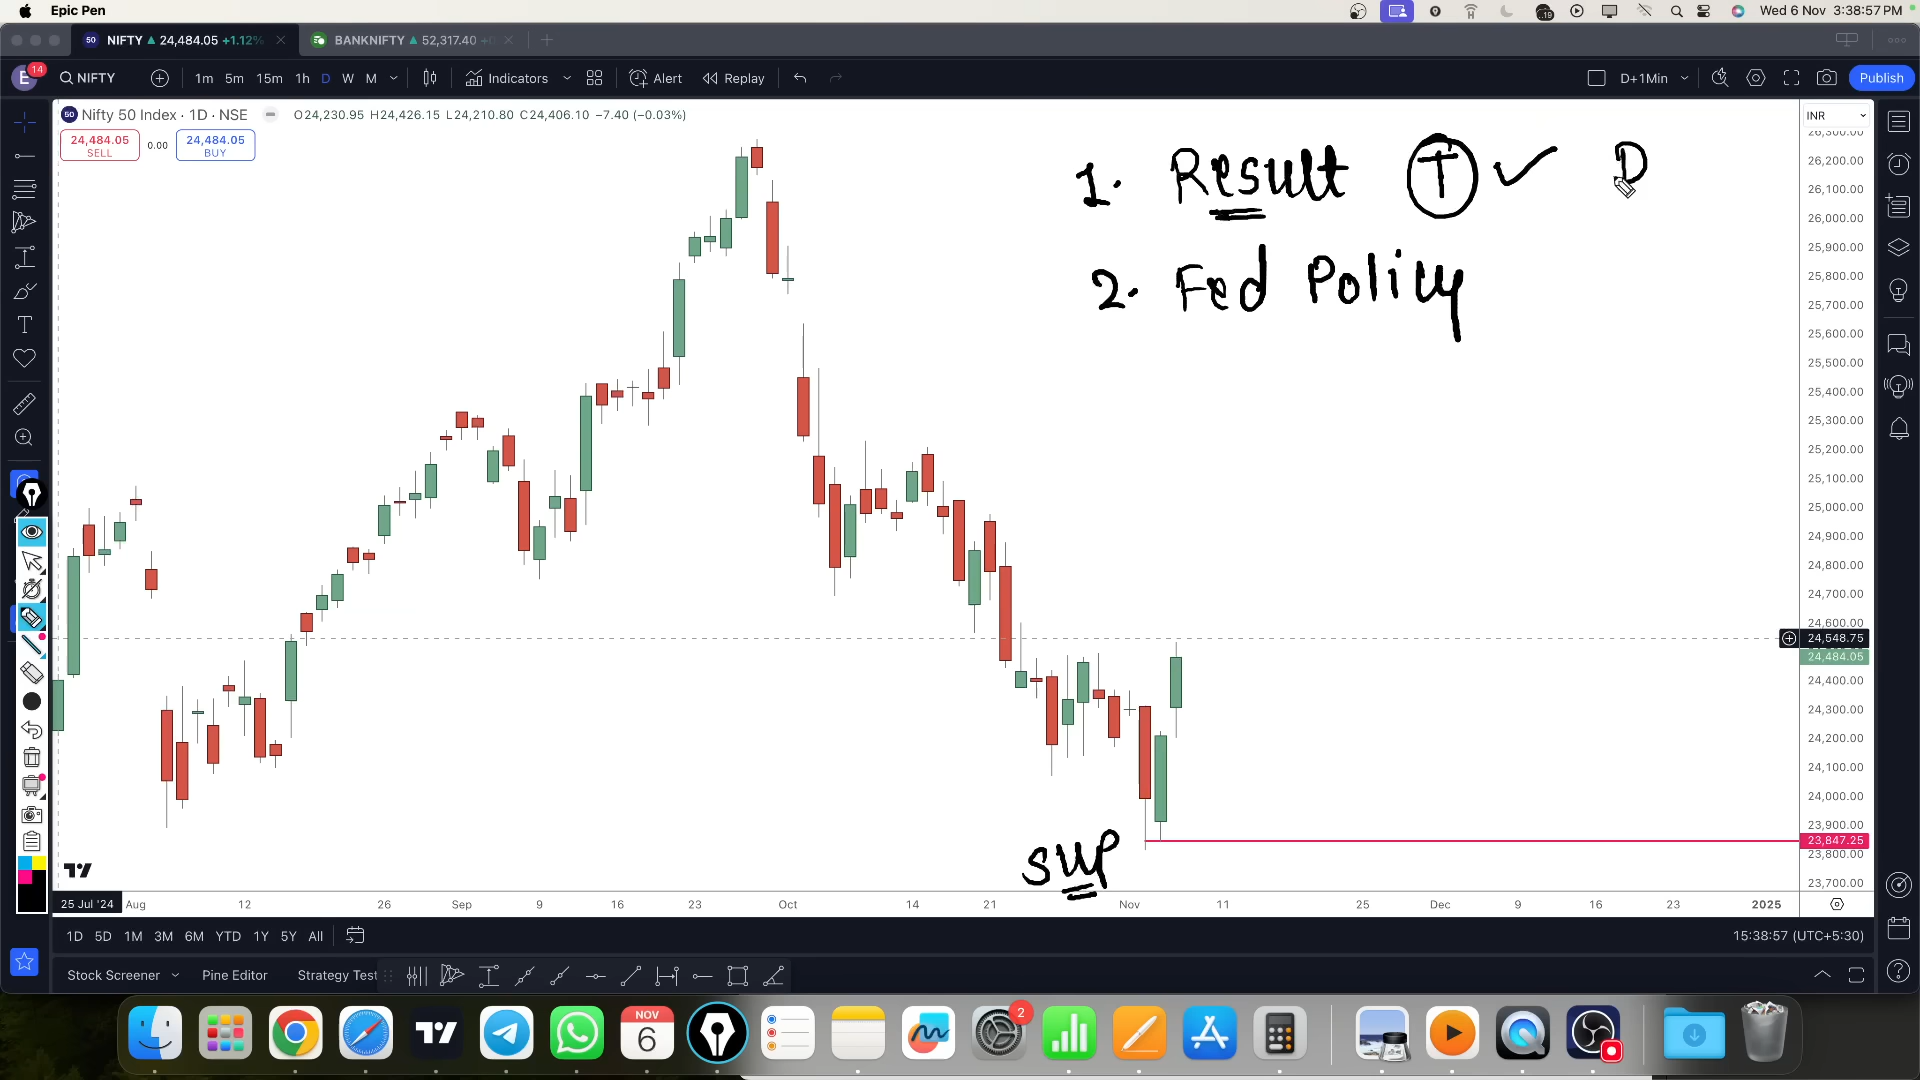 Epic Pen
19
Wed 6 Nov 3:38:57 PM
50 NIFTY 24,484.05 +1.12%
BANKNIFTY 52,317.40
E 14 NIFTY 1m 5m 15m 1h D W M Indicators Alert Replay D+1Min Publish
50 Nifty 50 Index · 1D · NSE O24,230.95 H24,426.15 L24,210.80 C24,406.10 −7.40 (−0.03%) INR
24,484.05 SELL 0.00 24,484.05 BUY
1. Result T ✓ D
2. Fed Policy
26,300.00
26,200.00
26,100.00
26,000.00
25,900.00
25,800.00
25,700.00
25,600.00
25,500.00
25,400.00
25,300.00
25,200.00
25,100.00
25,000.00
24,900.00
24,800.00
24,700.00
24,600.00
24,548.75
24,484.05
24,400.00
24,300.00
24,200.00
24,100.00
24,000.00
23,900.00
23,847.25
23,800.00
23,700.00
SUP
25 Jul '24 Aug 12 26 Sep 9 16 23 Oct 14 21 Nov 11 25 Dec 9 16 23 2025
1D 5D 1M 3M 6M YTD 1Y 5Y All 15:38:57 (UTC+5:30)
Stock Screener Pine Editor Strategy Test
NOV
6
2